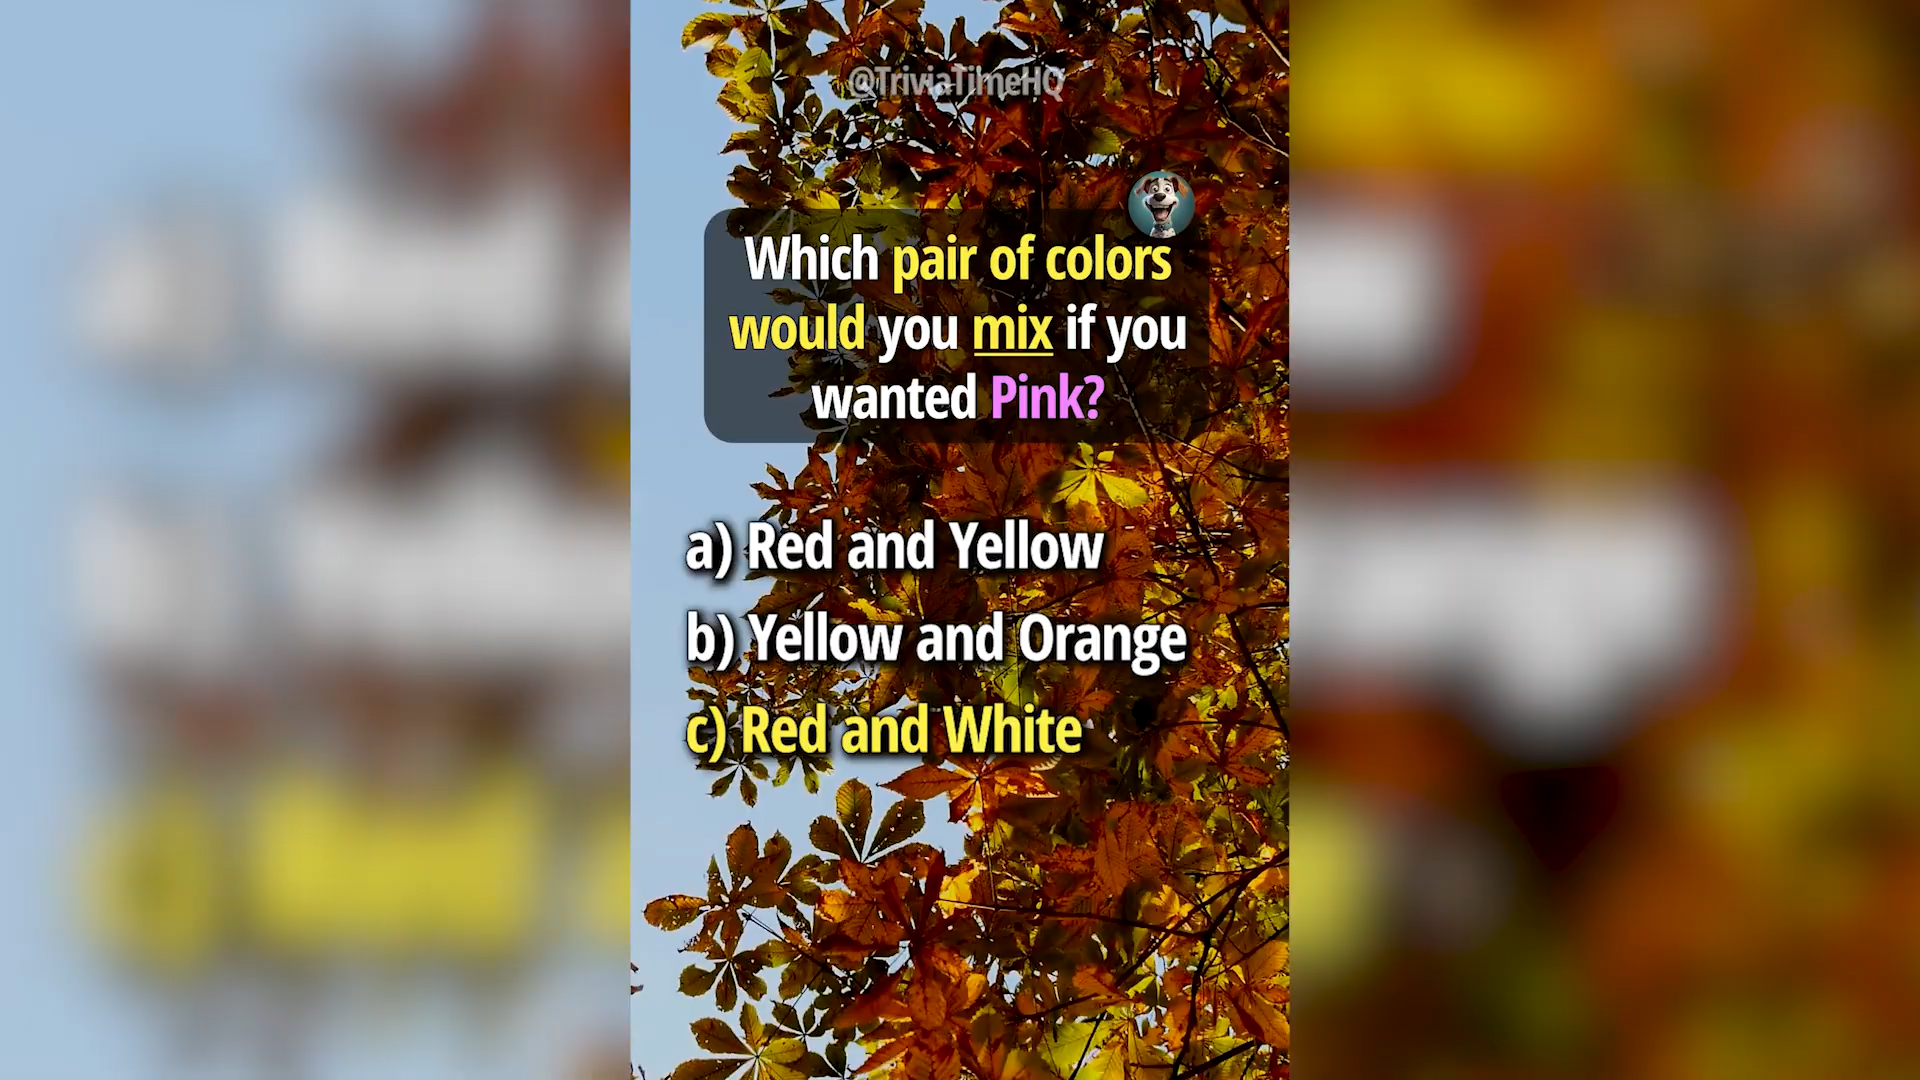 @TriviaTimeHQ
Which pair of colors
would you mix if you
wanted Pink?
a) Red and Yellow
b) Yellow and Orange
c) Red and White